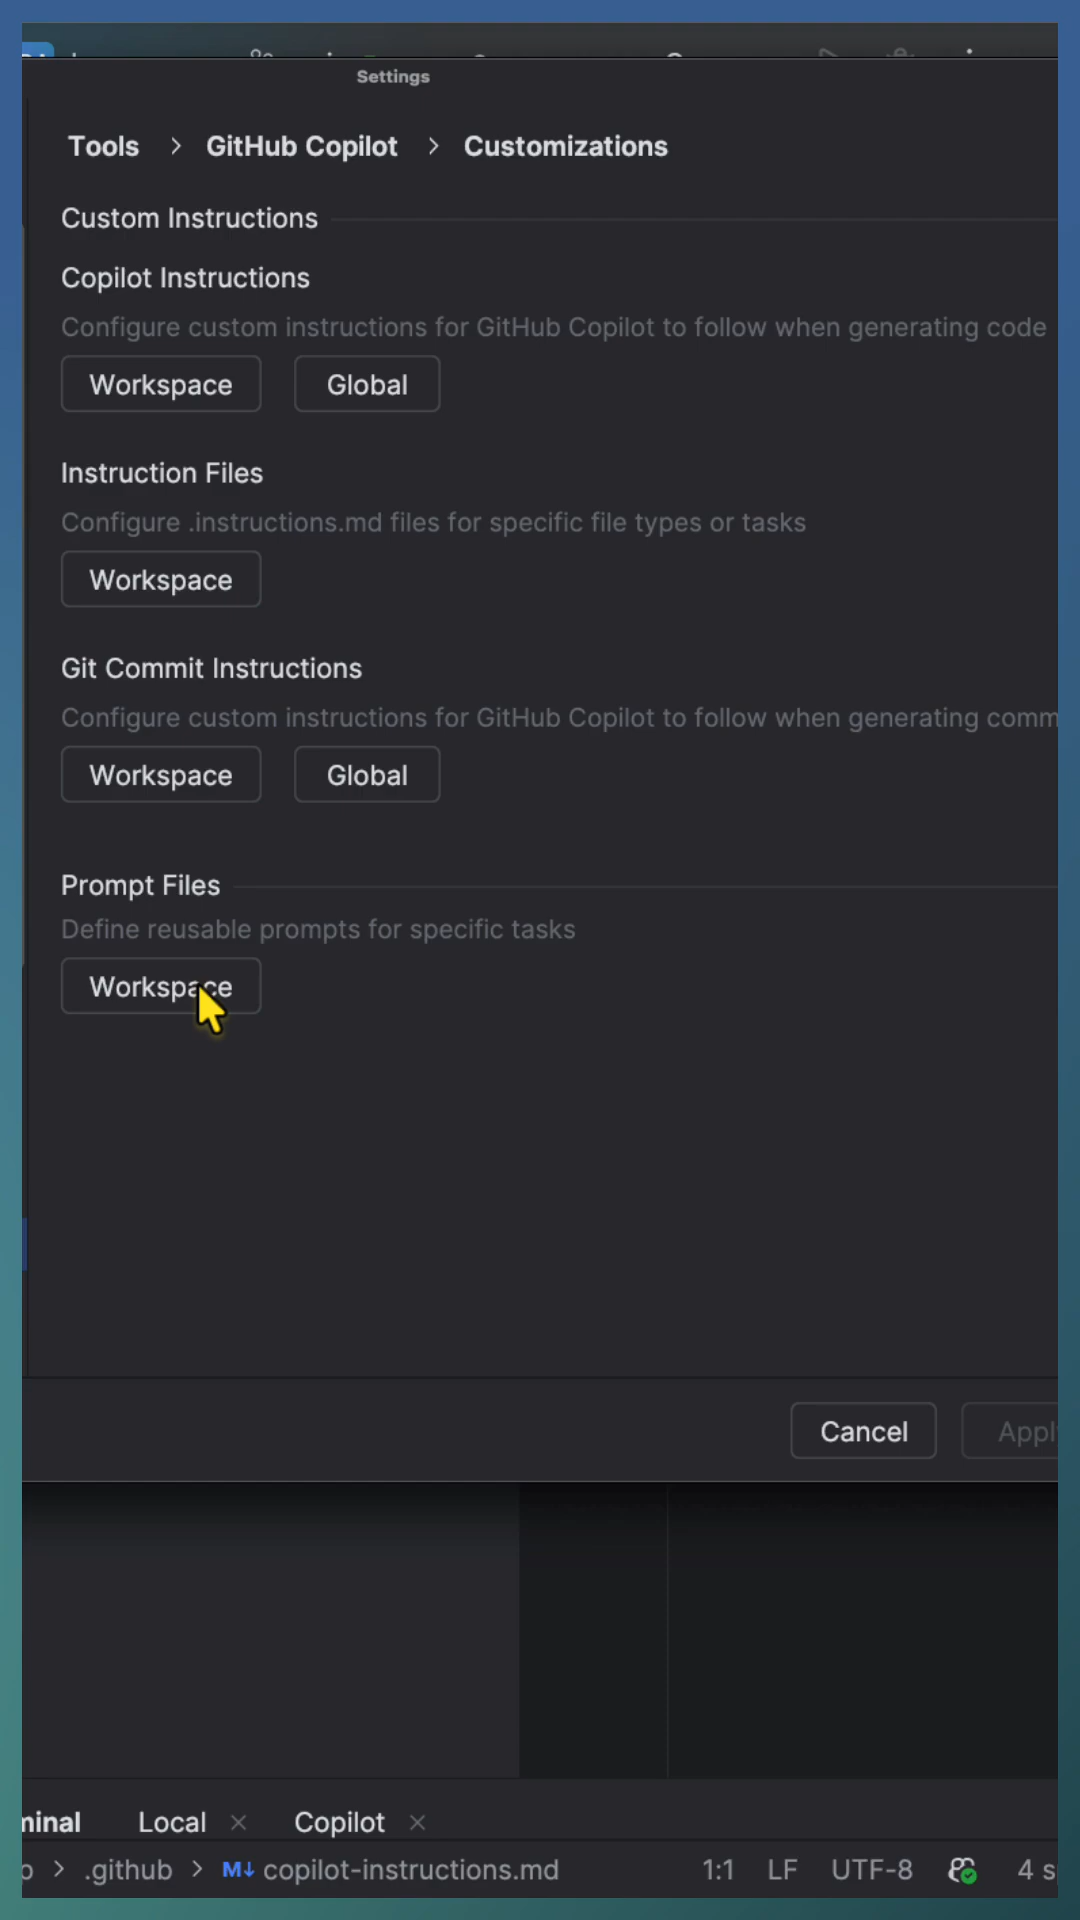 Settings
Tools > GitHub Copilot > Customizations
Custom Instructions
Copilot Instructions
Configure custom instructions for GitHub Copilot to follow when generating code
Workspace Global
Instruction Files
Configure .instructions.md files for specific file types or tasks
Workspace
Git Commit Instructions
Configure custom instructions for GitHub Copilot to follow when generating comm
Workspace Global
Prompt Files
Define reusable prompts for specific tasks
Workspace
Cancel Appl
minal Local × Copilot ×
> .github > M↓ copilot-instructions.md 1:1 LF UTF-8 4 s